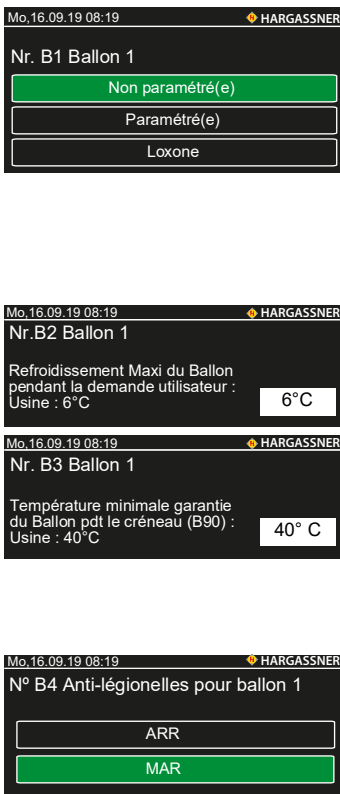 Mo,16.09.19 08:19 HARGASSNER
Nr. B1 Ballon 1
Non paramétré(e)
Paramétré(e)
Loxone
Mo,16.09.19 08:19 HARGASSNER
Nr.B2 Ballon 1
Refroidissement Maxi du Ballon
pendant la demande utilisateur :
Usine : 6°C
6°C
Mo,16.09.19 08:19 HARGASSNER
Nr. B3 Ballon 1
Température minimale garantie
du Ballon pdt le créneau (B90) :
Usine : 40°C
40° C
Mo,16.09.19 08:19 HARGASSNER
Nº B4 Anti-légionelles pour ballon 1
ARR
MAR